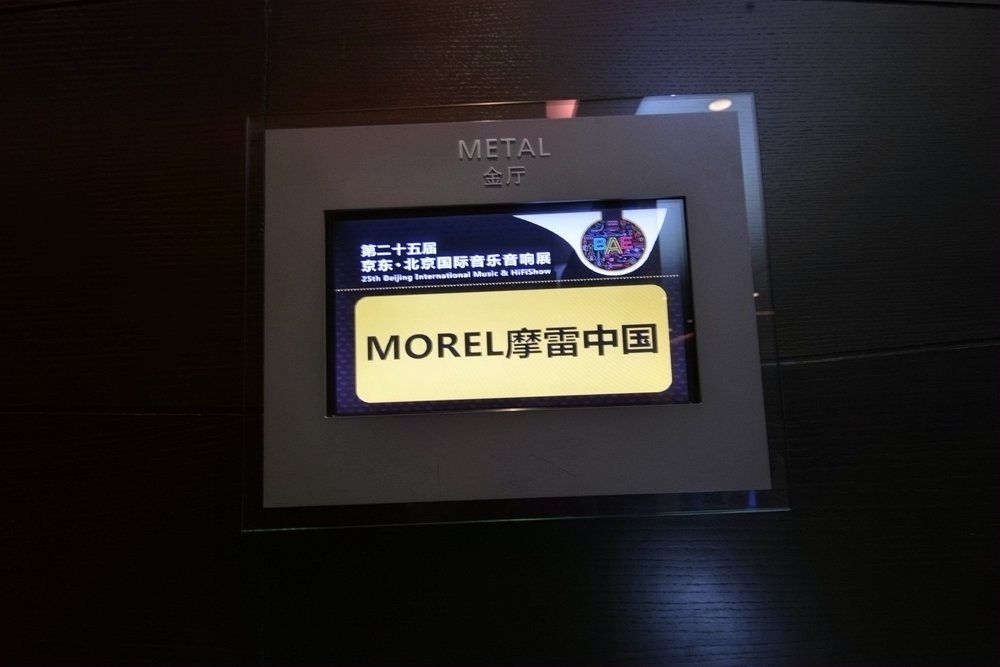 METAL
金厅
第二十五届
京东·北京国际音乐音响展
25th Beijing International Music & HiFiShow
BAE
MOREL摩雷中国